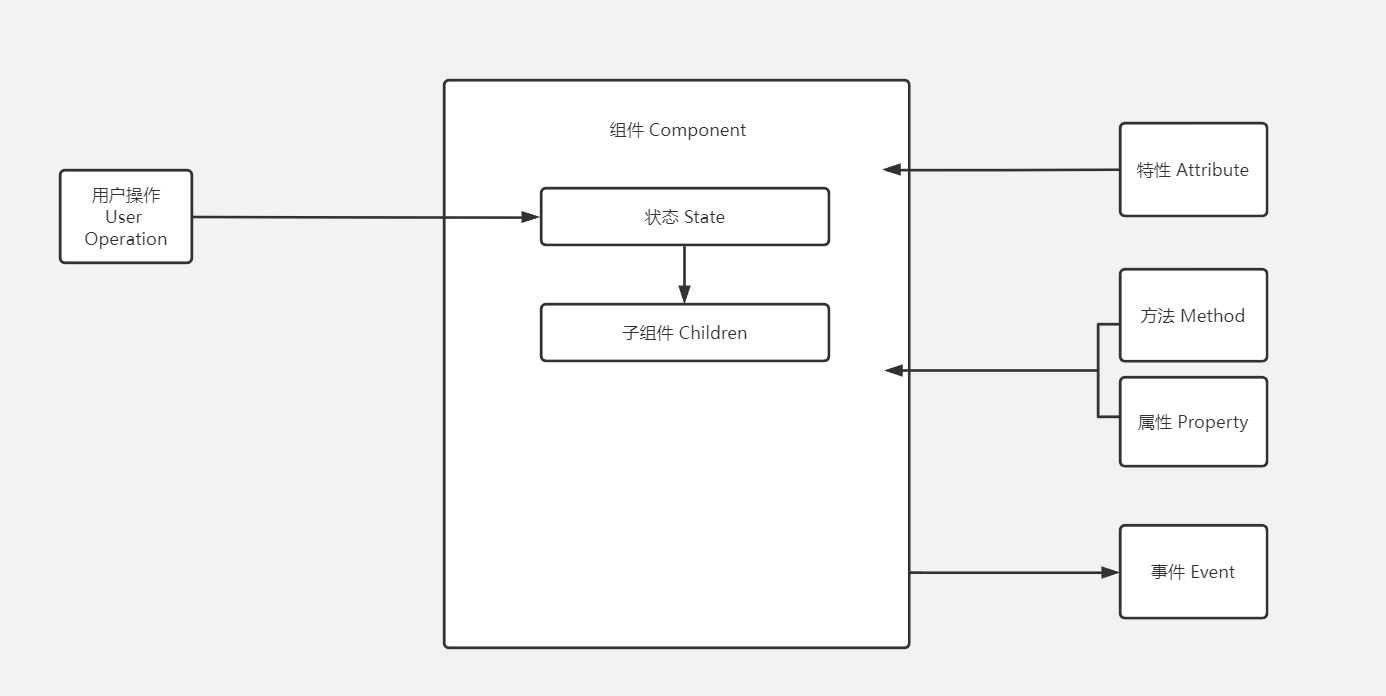 组件 Component
用户操作
User
Operation
状态 State
子组件 Children
特性 Attribute
方法 Method
属性 Property
事件 Event